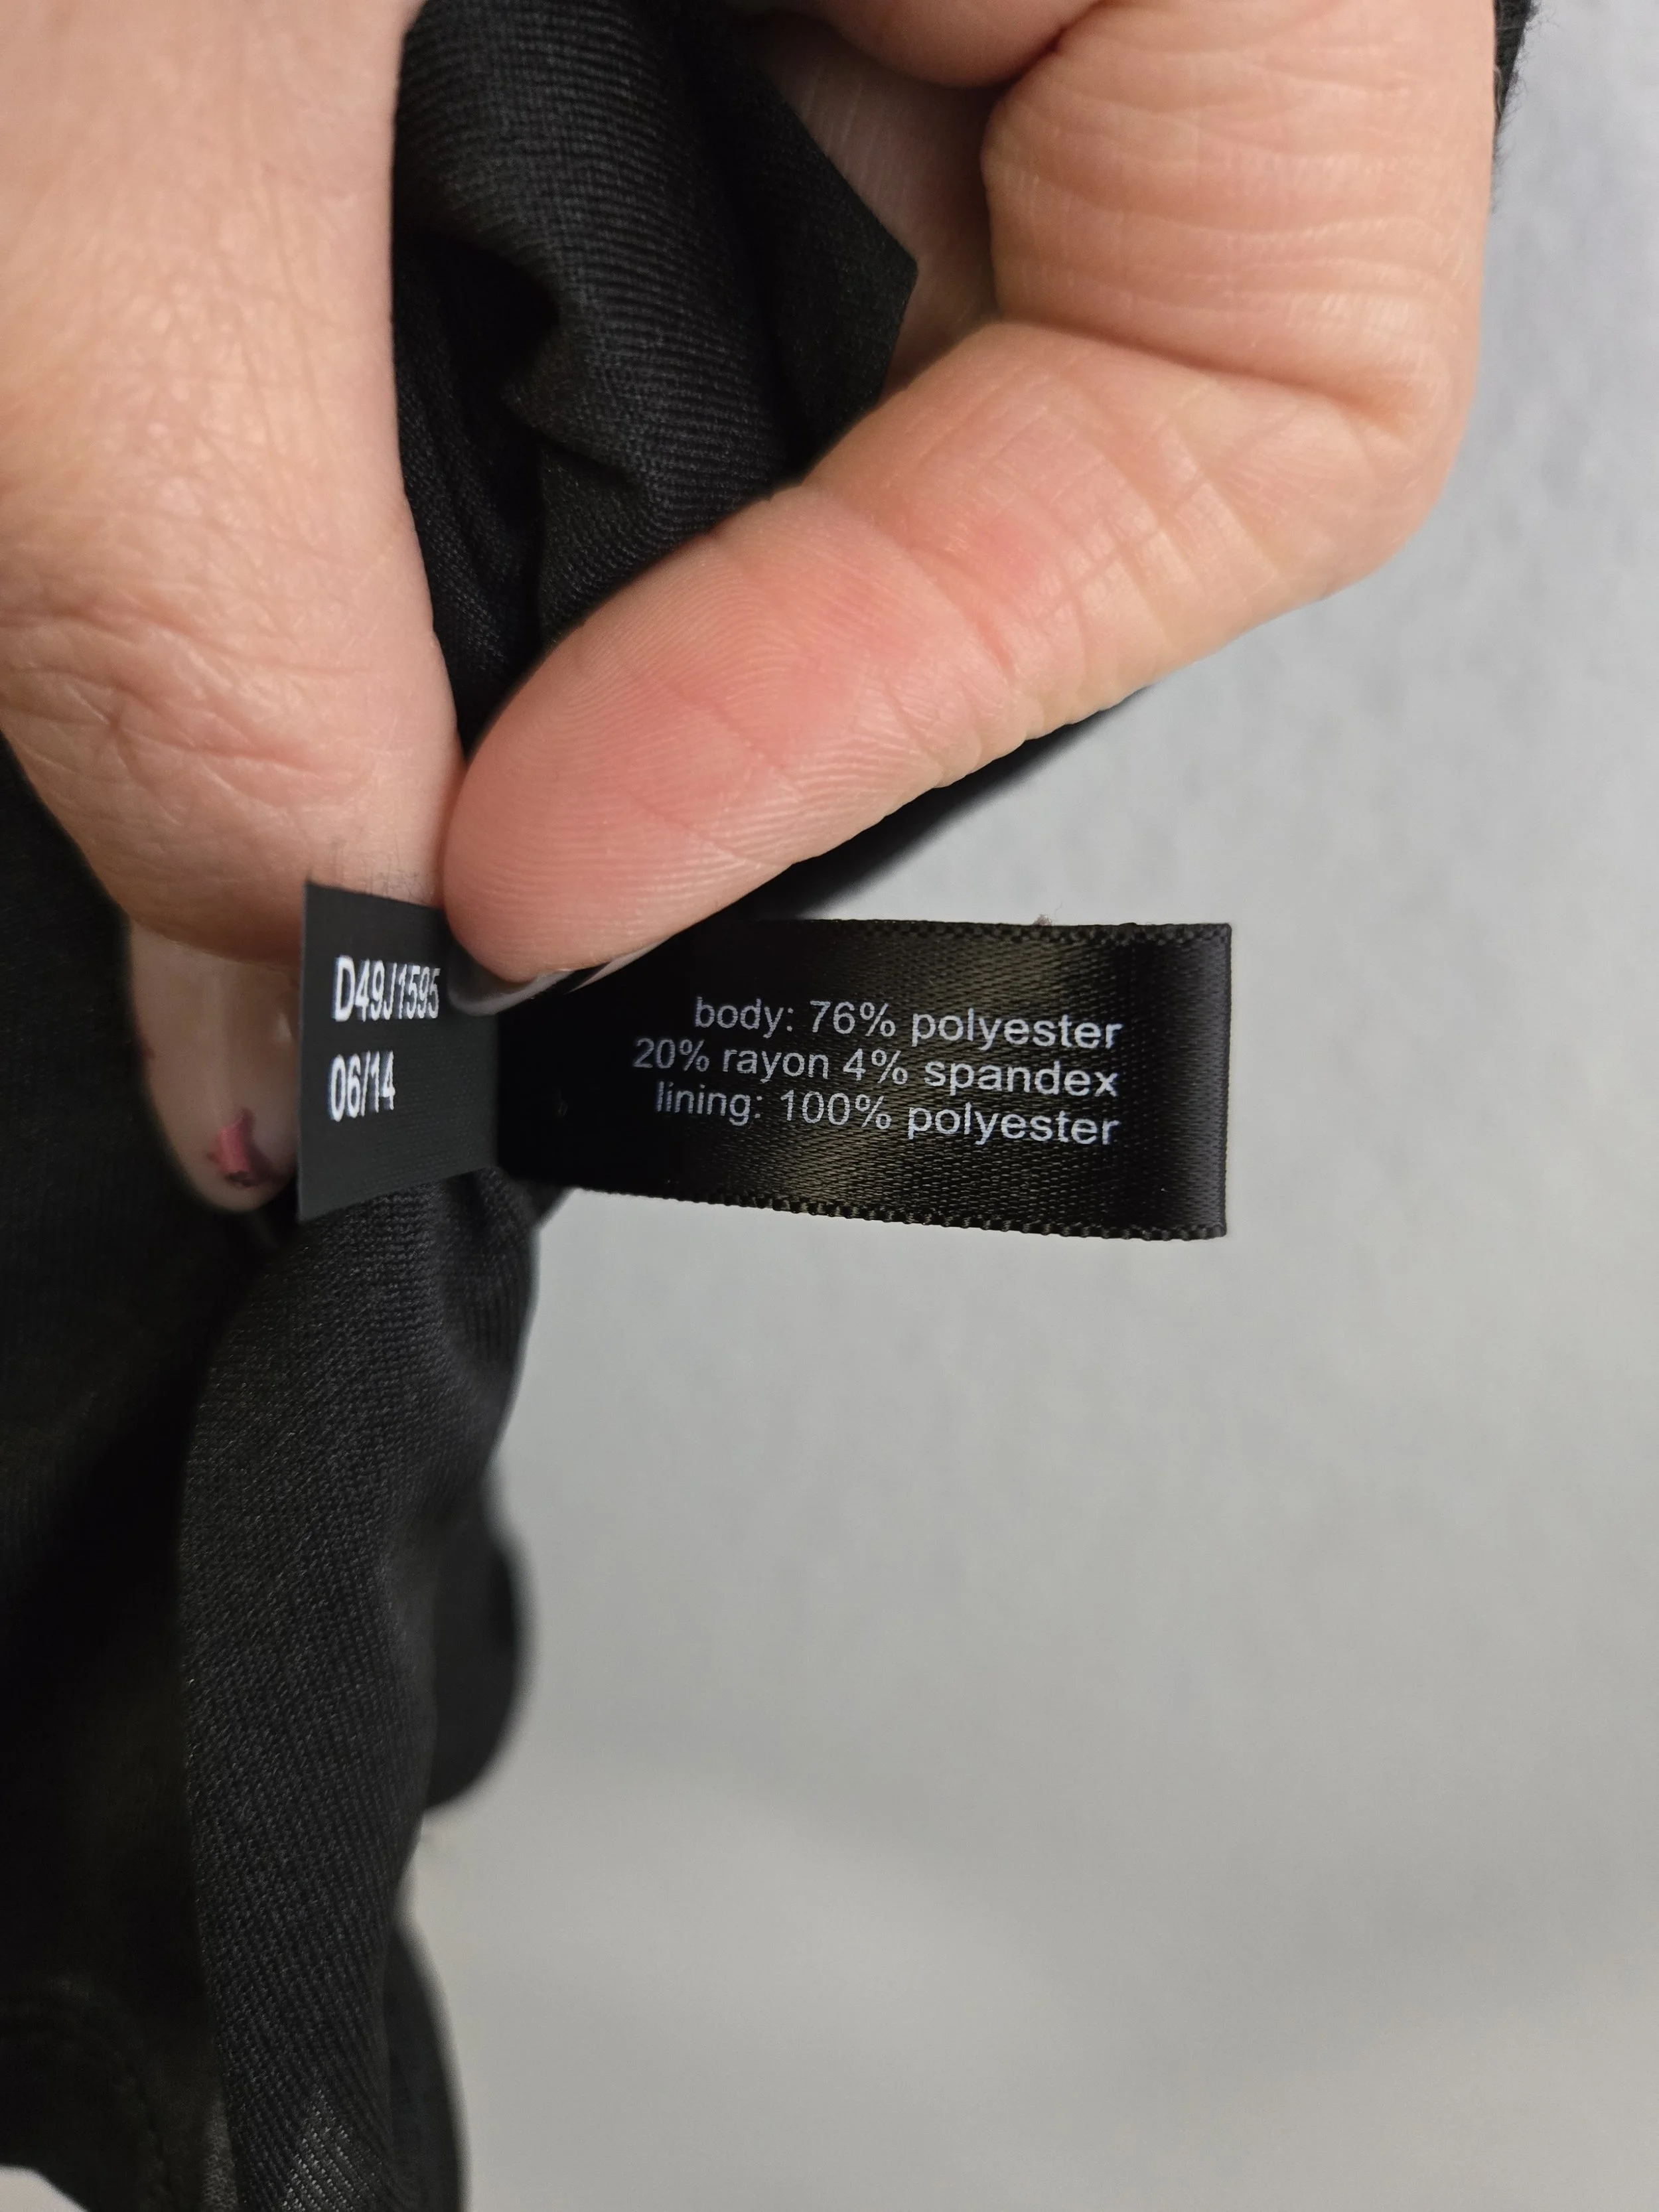 D49J1595
06/14
body: 76% polyester
20% rayon 4% spandex
lining: 100% polyester